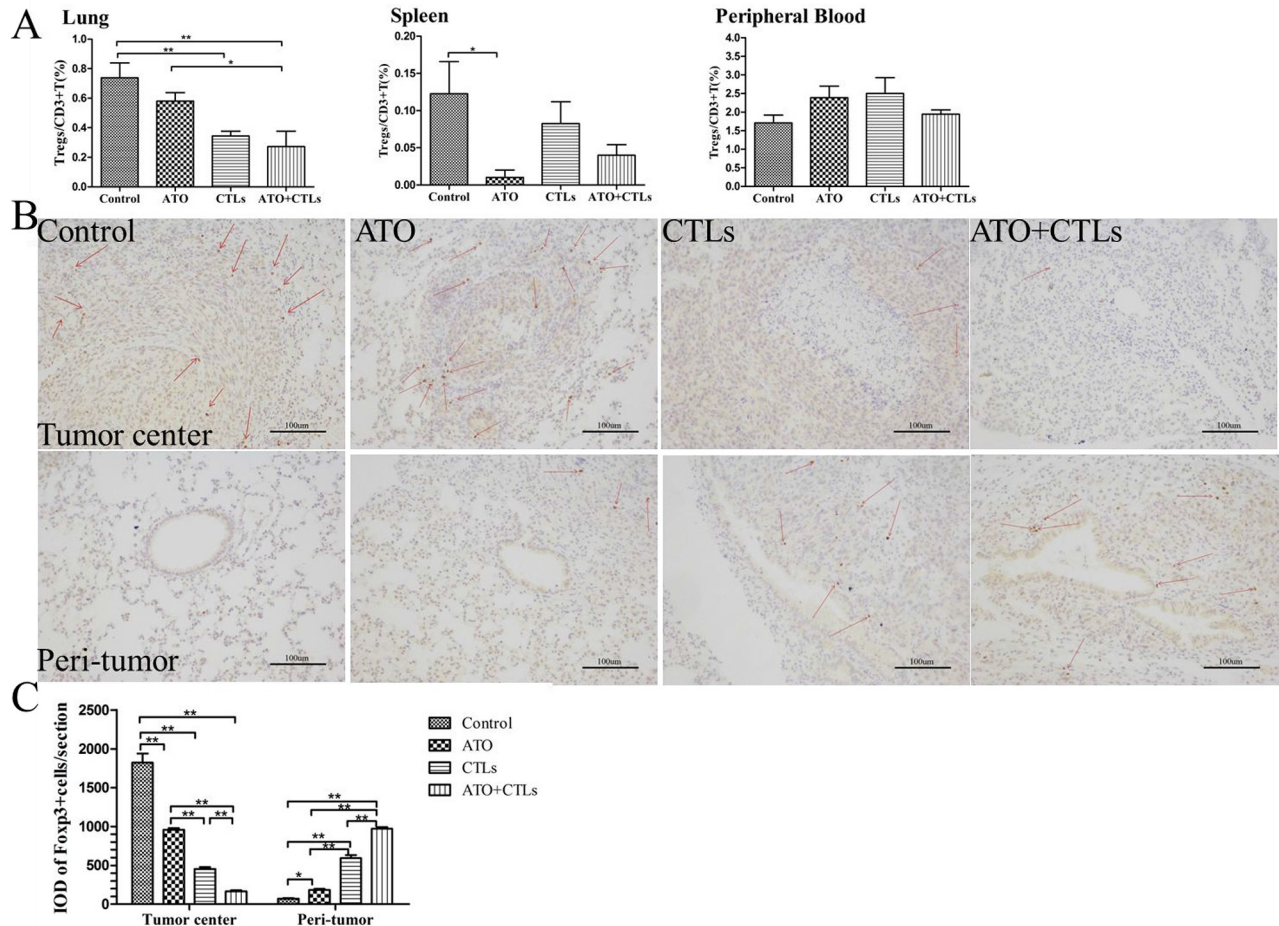 A
Lung
Spleen
Peripheral Blood
Tregs/CD3+T(%)
1.0
0.8
0.6
0.4
0.2
0.0
**
**
*
Control ATO CTLs ATO+CTLs
Tregs/CD3+T(%)
0.20
0.15
0.10
0.05
0.00
*
Control ATO CTLs ATO+CTLs
Tregs/CD3+T(%)
4.0
3.5
3.0
2.5
2.0
1.5
1.0
0.5
0.0
Control ATO CTLs ATO+CTLs
B
Control
ATO
CTLs
ATO+CTLs
Tumor center
100um
100um
100um
100um
Peri-tumor
100um
100um
100um
100um
C
IOD of Foxp3+cells/section
2500
2000
1500
1000
500
0
**
**
**
**
** **
**
**
**
**
**
*
Tumor center Peri-tumor
Control
ATO
CTLs
ATO+CTLs